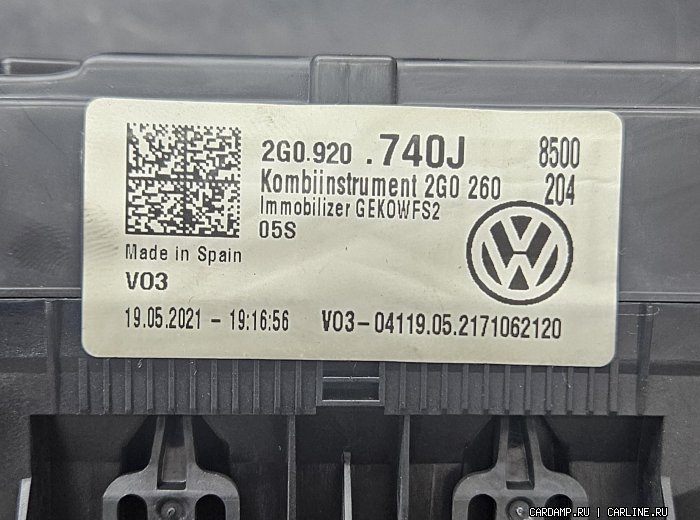 2G0.920 .740J 8500
Kombiinstrument 2G0 260 204
Immobilizer GEKOWFS2
05S
Made in Spain
V03
19.05.2021 - 19:16:56 V03-04119.05.2171062120
CARDAMP.RU | CARLINE.RU